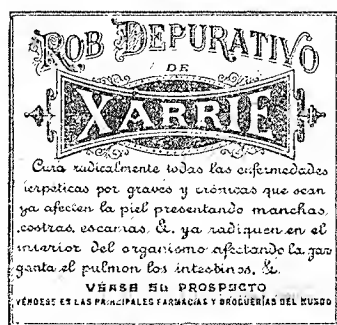 ROB DEPURATIVO
DE
XARRIE
Cura radicalmente todas las enfermedades
herpeticas por graves y crónicas que sean
ya afecten la piel presentando manchas,
costras, escamas, &. ya radiquen en el
interior del organismo afectando la gar
ganta el pulmon los intestinos, &.
VÉASE SU PROSPECTO
VÉNDESE EN LAS PRINCIPALES FARMACIAS Y DROGUERIAS DEL MUNDO